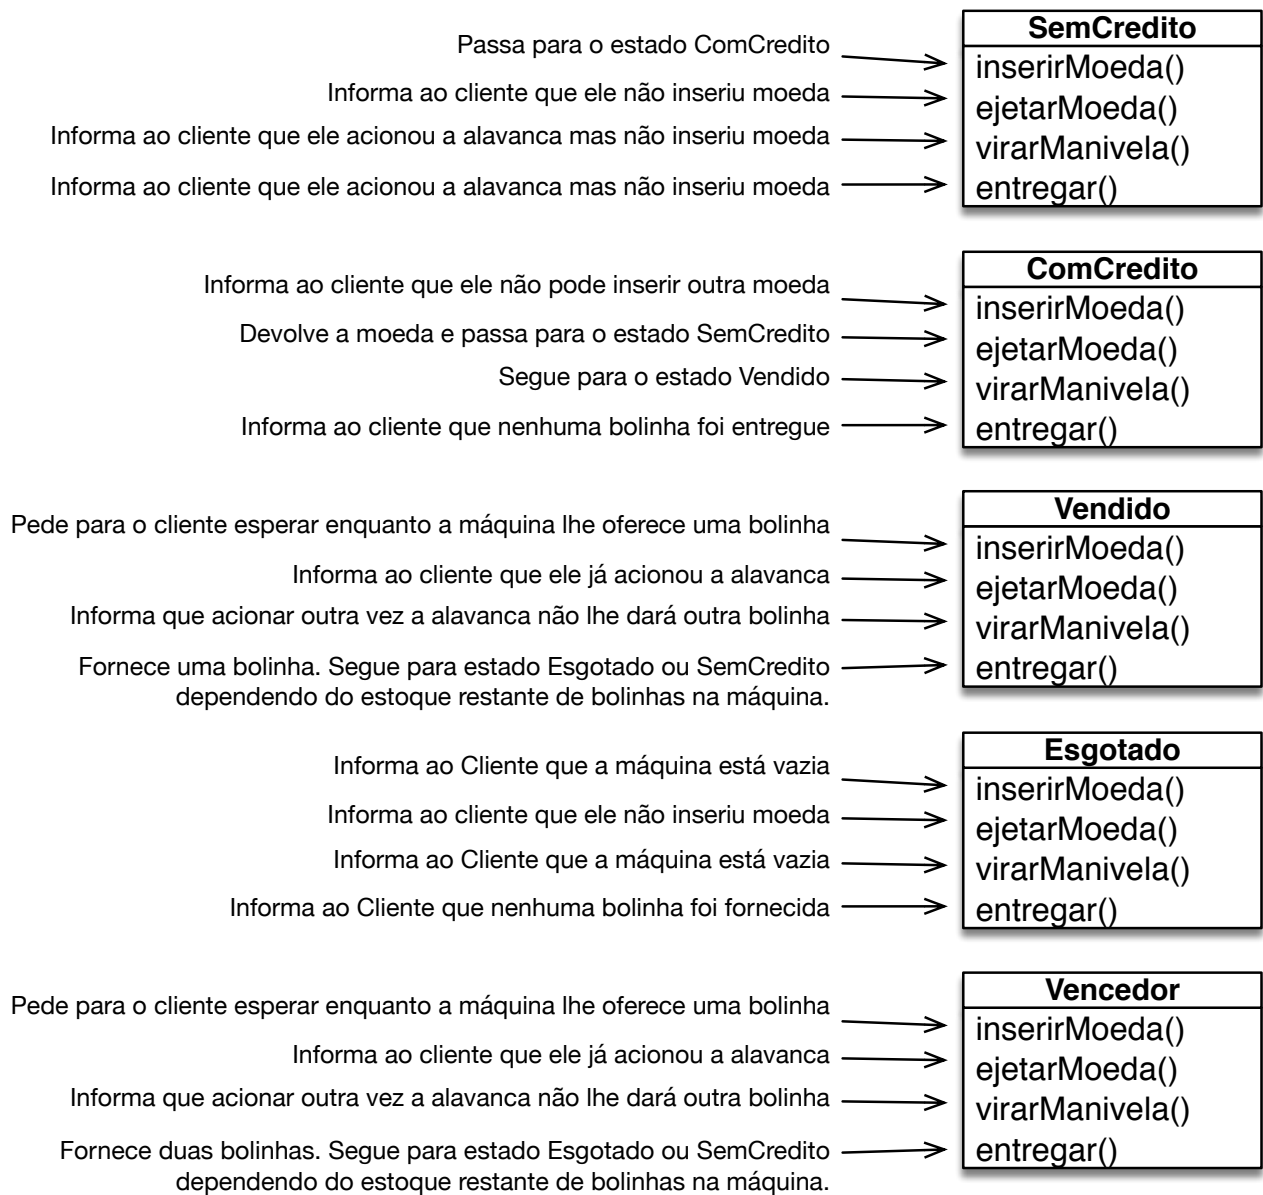 SemCredito
Passa para o estado ComCredito
inserirMoeda()
Informa ao cliente que ele não inseriu moeda
ejetarMoeda()
Informa ao cliente que ele acionou a alavanca mas não inseriu moeda
virarManivela()
Informa ao cliente que ele acionou a alavanca mas não inseriu moeda
entregar()
ComCredito
Informa ao cliente que ele não pode inserir outra moeda
inserirMoeda()
Devolve a moeda e passa para o estado SemCredito
ejetarMoeda()
Segue para o estado Vendido
virarManivela()
Informa ao cliente que nenhuma bolinha foi entregue
entregar()
Vendido
Pede para o cliente esperar enquanto a máquina lhe oferece uma bolinha
inserirMoeda()
Informa ao cliente que ele já acionou a alavanca
ejetarMoeda()
Informa que acionar outra vez a alavanca não lhe dará outra bolinha
virarManivela()
Fornece uma bolinha. Segue para estado Esgotado ou SemCredito
dependendo do estoque restante de bolinhas na máquina.
entregar()
Esgotado
Informa ao Cliente que a máquina está vazia
inserirMoeda()
Informa ao cliente que ele não inseriu moeda
ejetarMoeda()
Informa ao Cliente que a máquina está vazia
virarManivela()
Informa ao Cliente que nenhuma bolinha foi fornecida
entregar()
Vencedor
Pede para o cliente esperar enquanto a máquina lhe oferece uma bolinha
inserirMoeda()
Informa ao cliente que ele já acionou a alavanca
ejetarMoeda()
Informa que acionar outra vez a alavanca não lhe dará outra bolinha
virarManivela()
Fornece duas bolinhas. Segue para estado Esgotado ou SemCredito
dependendo do estoque restante de bolinhas na máquina.
entregar()